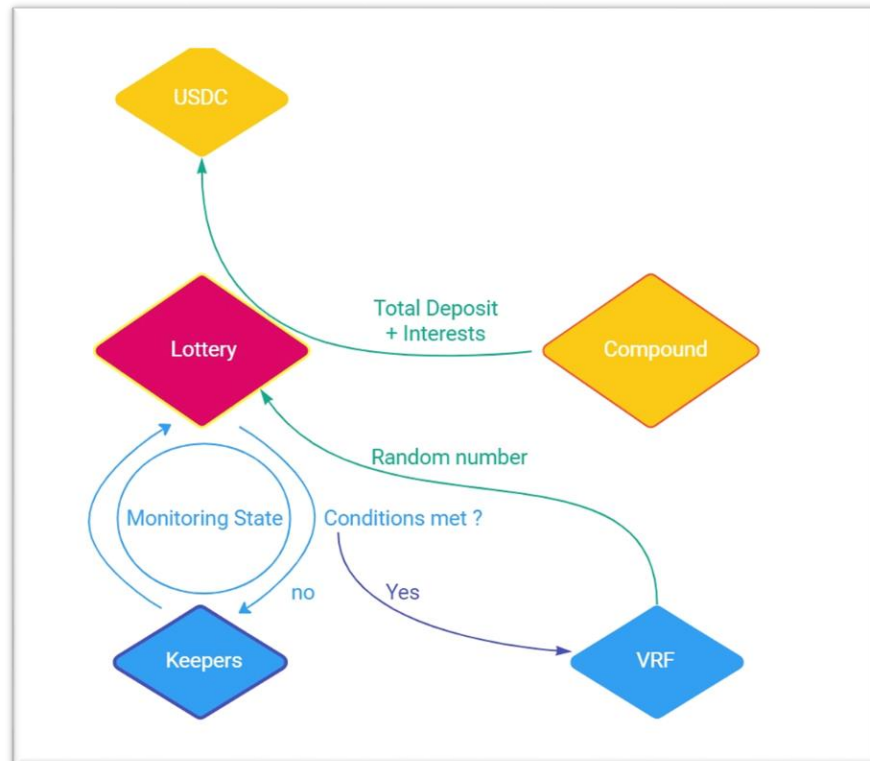 USDC
Total Deposit
+ Interests
Lottery
Compound
Random number
Monitoring State
Conditions met ?
no
Yes
Keepers
VRF